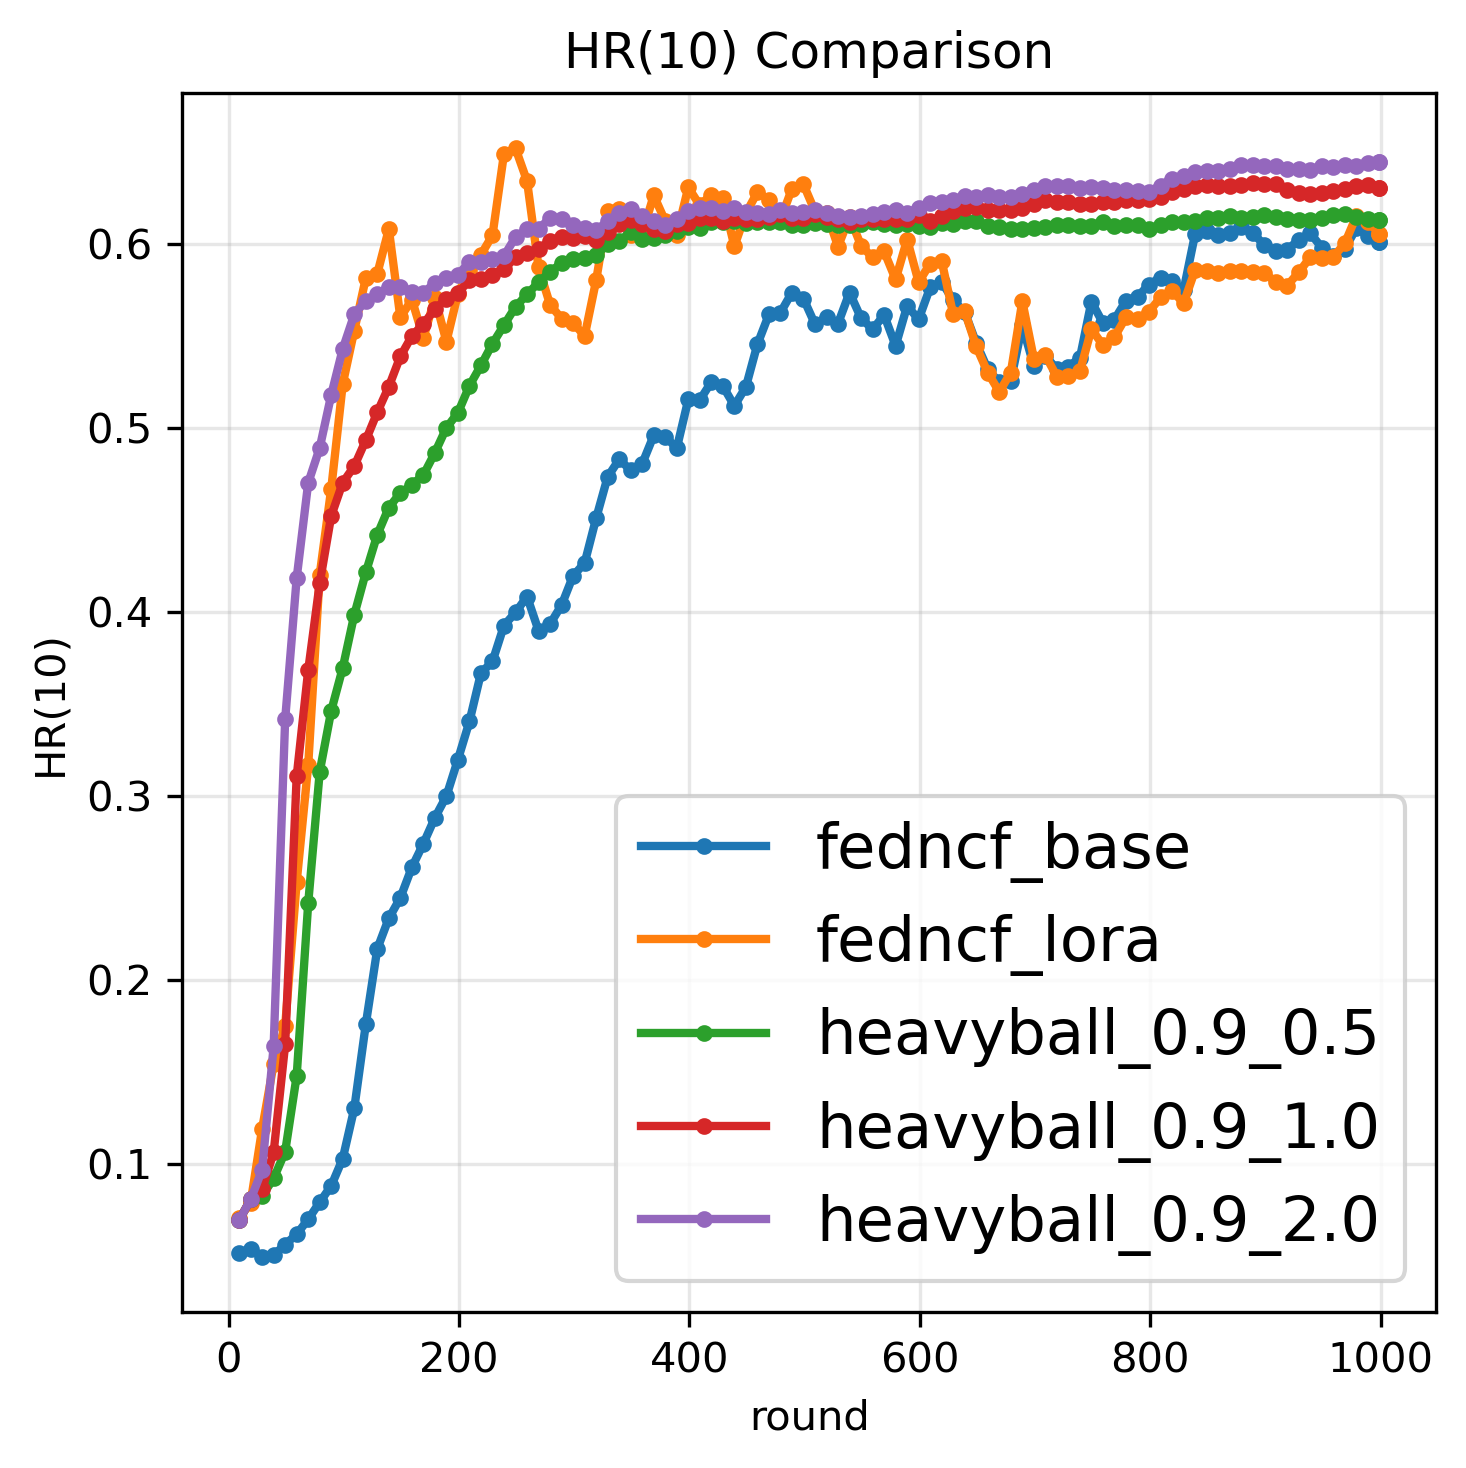 HR(10) Comparison
HR(10)
0.6
0.5
0.4
0.3
0.2
0.1
fedncf_base
fedncf_lora
heavyball_0.9_0.5
heavyball_0.9_1.0
heavyball_0.9_2.0
0 200 400 600 800 1000
round